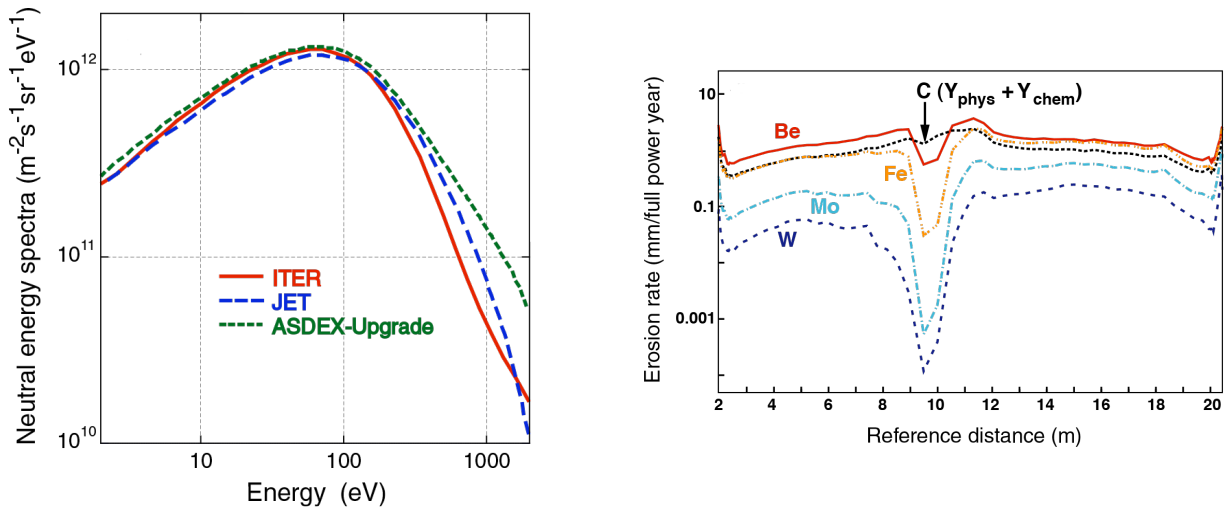 Neutral energy spectra (m-2s-1sr-1eV-1)
10^12
10^11
10^10
ITER
JET
ASDEX-Upgrade
10 100 1000
Energy (eV)
Erosion rate (mm/full power year)
10
0.1
0.001
C (Yphys + Ychem)
Be
Fe
Mo
W
2 4 6 8 10 12 14 16 18 20
Reference distance (m)